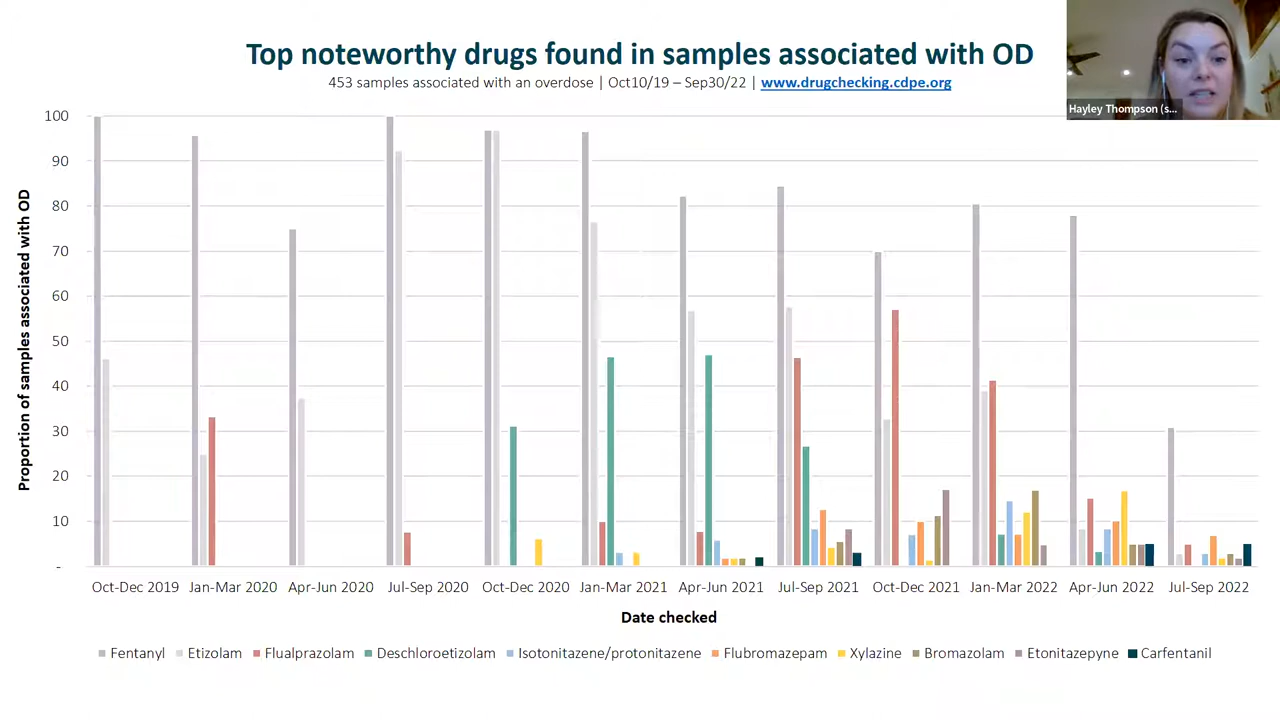 Top noteworthy drugs found in samples associated with OD
453 samples associated with an overdose | Oct10/19 – Sep30/22 | www.drugchecking.cdpe.org
Hayley Thompson (s...
Proportion of samples associated with OD
100
90
80
70
60
50
40
30
20
10
-
Oct-Dec 2019 Jan-Mar 2020 Apr-Jun 2020 Jul-Sep 2020 Oct-Dec 2020 Jan-Mar 2021 Apr-Jun 2021 Jul-Sep 2021 Oct-Dec 2021 Jan-Mar 2022 Apr-Jun 2022 Jul-Sep 2022
Date checked
Fentanyl Etizolam Flualprazolam Deschloroetizolam Isotonitazene/protonitazene Flubromazepam Xylazine Bromazolam Etonitazepyne Carfentanil